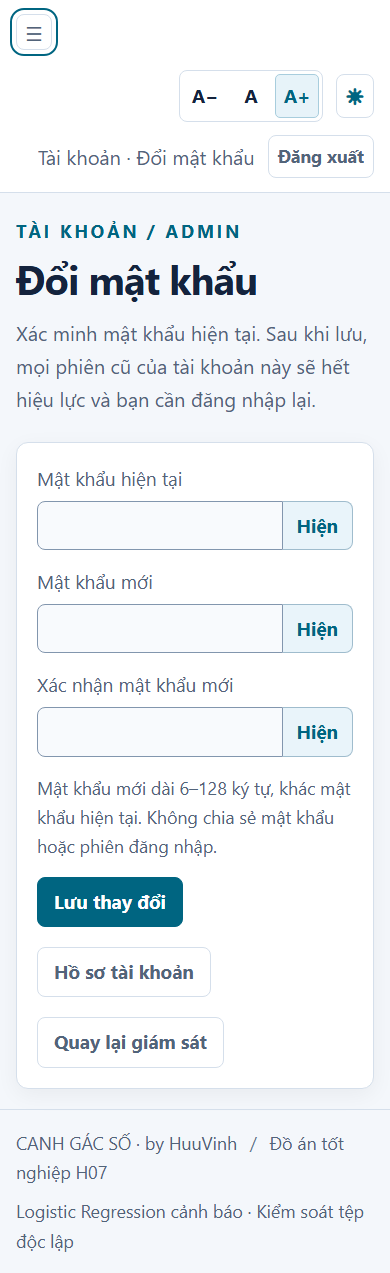 ☰
A− A A+
Tài khoản · Đổi mật khẩu Đăng xuất
TÀI KHOẢN / ADMIN
Đổi mật khẩu
Xác minh mật khẩu hiện tại. Sau khi lưu,
mọi phiên cũ của tài khoản này sẽ hết
hiệu lực và bạn cần đăng nhập lại.
Mật khẩu hiện tại
Hiện
Mật khẩu mới
Hiện
Xác nhận mật khẩu mới
Hiện
Mật khẩu mới dài 6–128 ký tự, khác mật
khẩu hiện tại. Không chia sẻ mật khẩu
hoặc phiên đăng nhập.
Lưu thay đổi
Hồ sơ tài khoản
Quay lại giám sát
CANH GÁC SỐ · by HuuVinh / Đồ án tốt
nghiệp H07
Logistic Regression cảnh báo · Kiểm soát tệp
độc lập